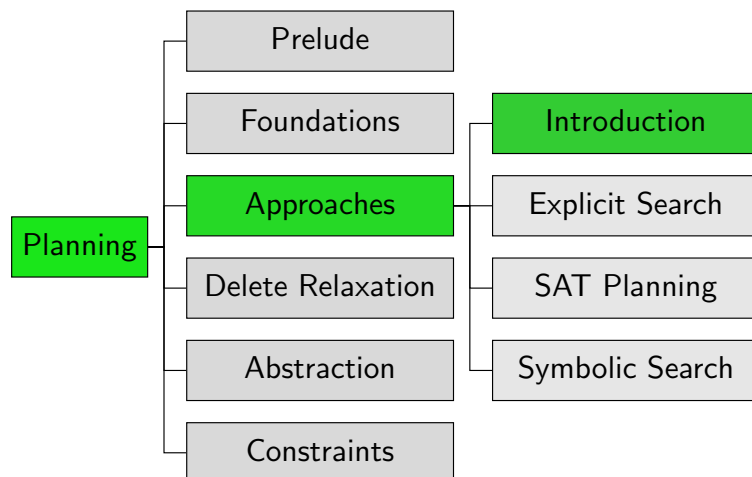 Planning
Prelude
Foundations
Approaches
Delete Relaxation
Abstraction
Constraints
Introduction
Explicit Search
SAT Planning
Symbolic Search